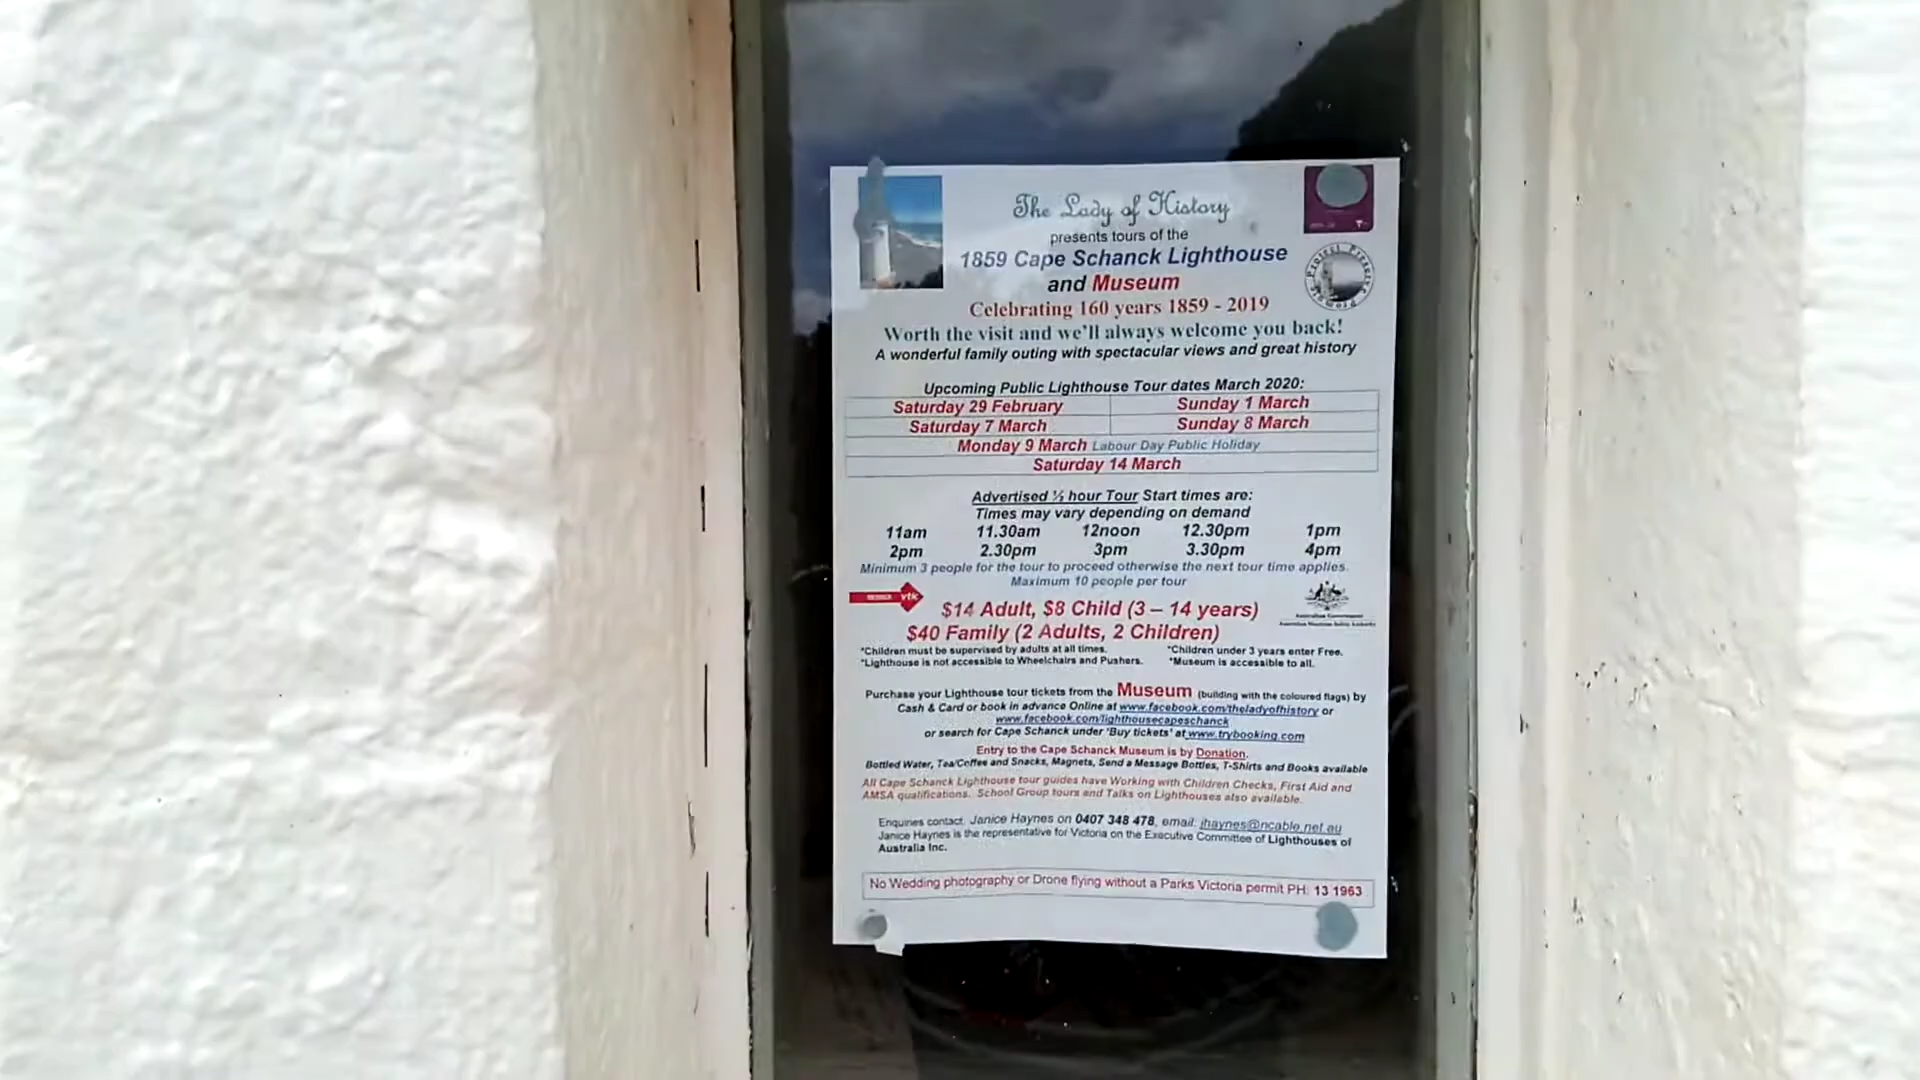 The Lady of History
presents tours of the
1859 Cape Schanck Lighthouse
and Museum
Celebrating 160 years 1859 - 2019
Worth the visit and we'll always welcome you back!
A wonderful family outing with spectacular views and great history
Upcoming Public Lighthouse Tour dates March 2020:
Saturday 29 February Sunday 1 March
Saturday 7 March Sunday 8 March
Monday 9 March Labour Day Public Holiday
Saturday 14 March
Advertised ½ hour Tour Start times are:
Times may vary depending on demand
11am 11.30am 12noon 12.30pm 1pm
2pm 2.30pm 3pm 3.30pm 4pm
Minimum 3 people for the tour to proceed otherwise the next tour time applies.
Maximum 10 people per tour
$14 Adult, $8 Child (3 – 14 years)
$40 Family (2 Adults, 2 Children)
Australian Government
*Children must be supervised by adults at all times. *Children under 3 years enter Free.
*Lighthouse is not accessible to Wheelchairs and Pushers. *Museum is accessible to all.
Purchase your Lighthouse tour tickets from the Museum (building with the coloured flags) by
Cash & Card or book in advance Online at www.facebook.com/theladyofhistory or
www.facebook.com/lighthousecapeschanck
or search for Cape Schanck under 'Buy tickets' at www.trybooking.com
Entry to the Cape Schanck Museum is by Donation.
Bottled Water, Tea/Coffee and Snacks, Magnets, Send a Message Bottles, T-Shirts and Books available
All Cape Schanck Lighthouse tour guides have Working with Children Checks, First Aid and
AMSA qualifications. School Group tours and Talks on Lighthouses also available.
Enquiries contact. Janice Haynes on 0407 348 478, email: jhaynes@ncable.net.au
Janice Haynes is the representative for Victoria on the Executive Committee of Lighthouses of
Australia Inc.
No Wedding photography or Drone flying without a Parks Victoria permit PH: 13 1963